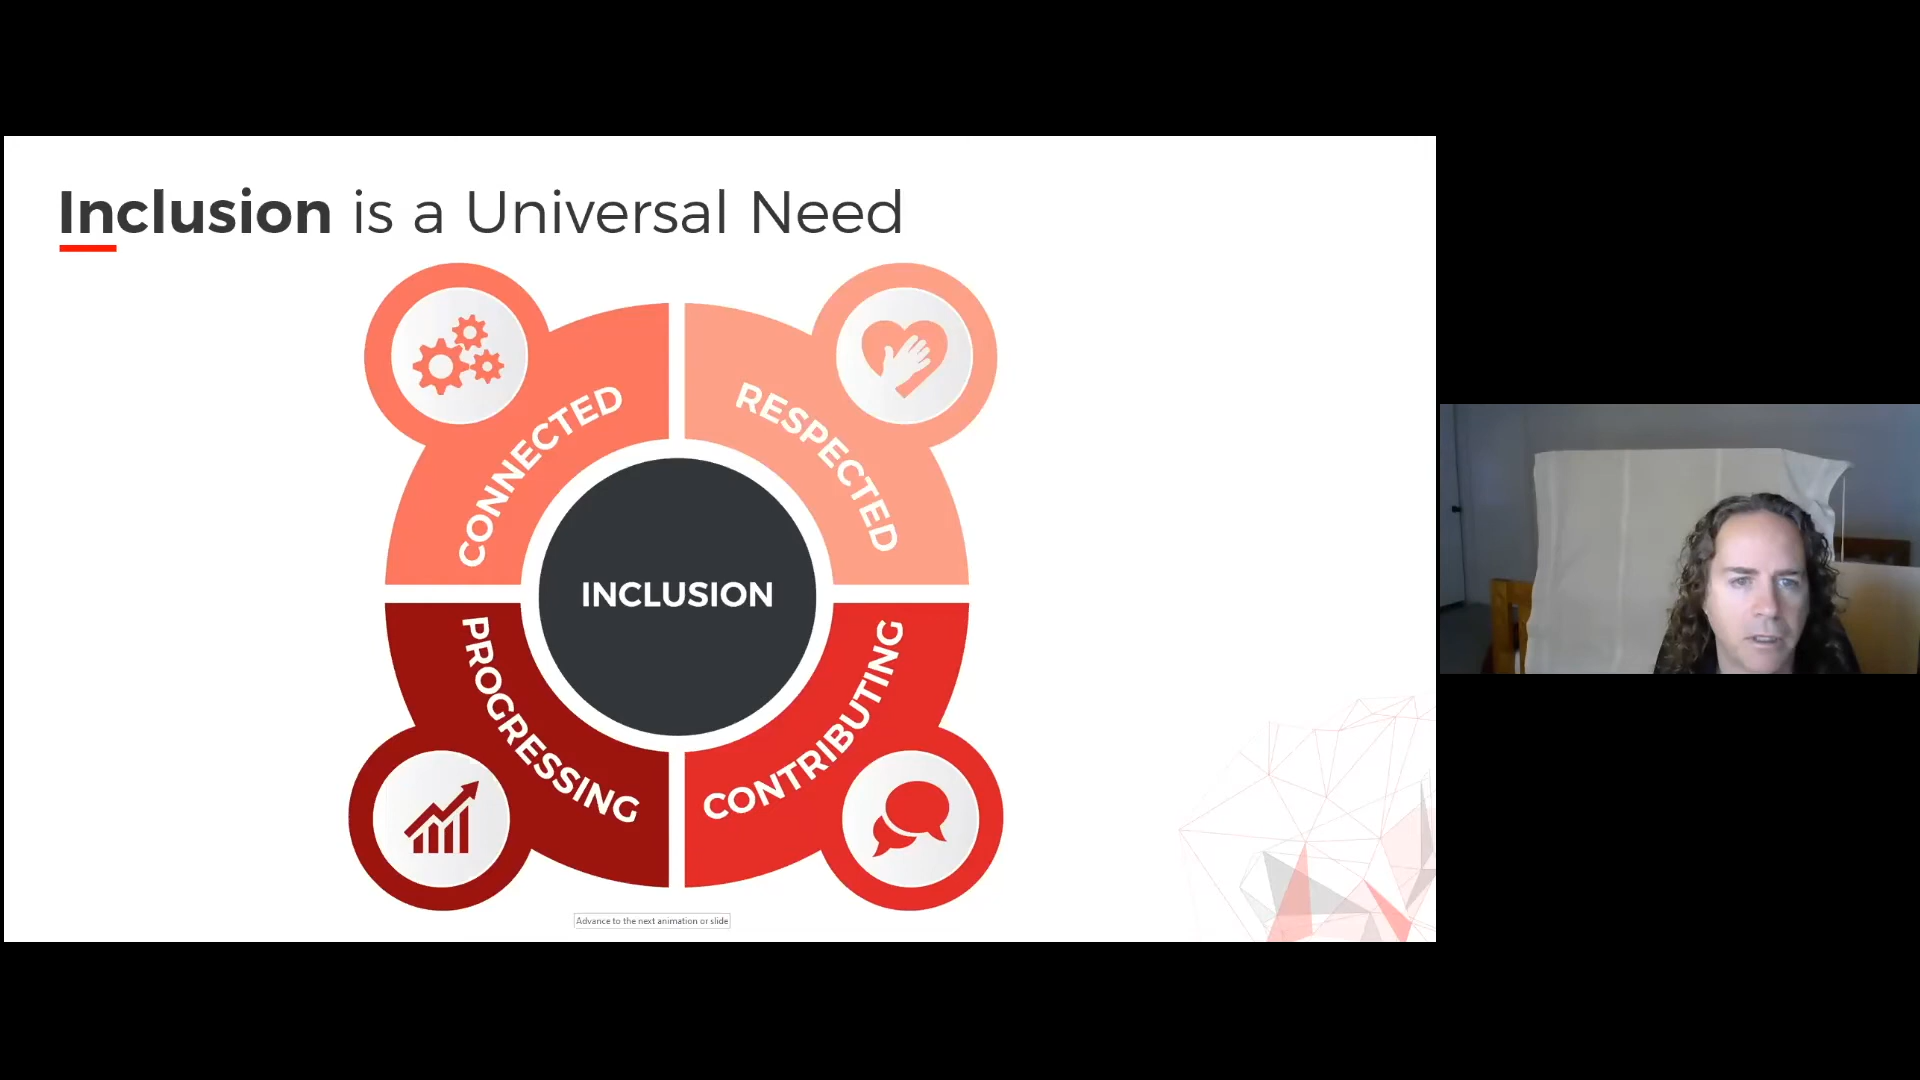 Inclusion is a Universal Need
CONNECTED
RESPECTED
INCLUSION
PROGRESSING
CONTRIBUTING
Advance to the next animation or slide